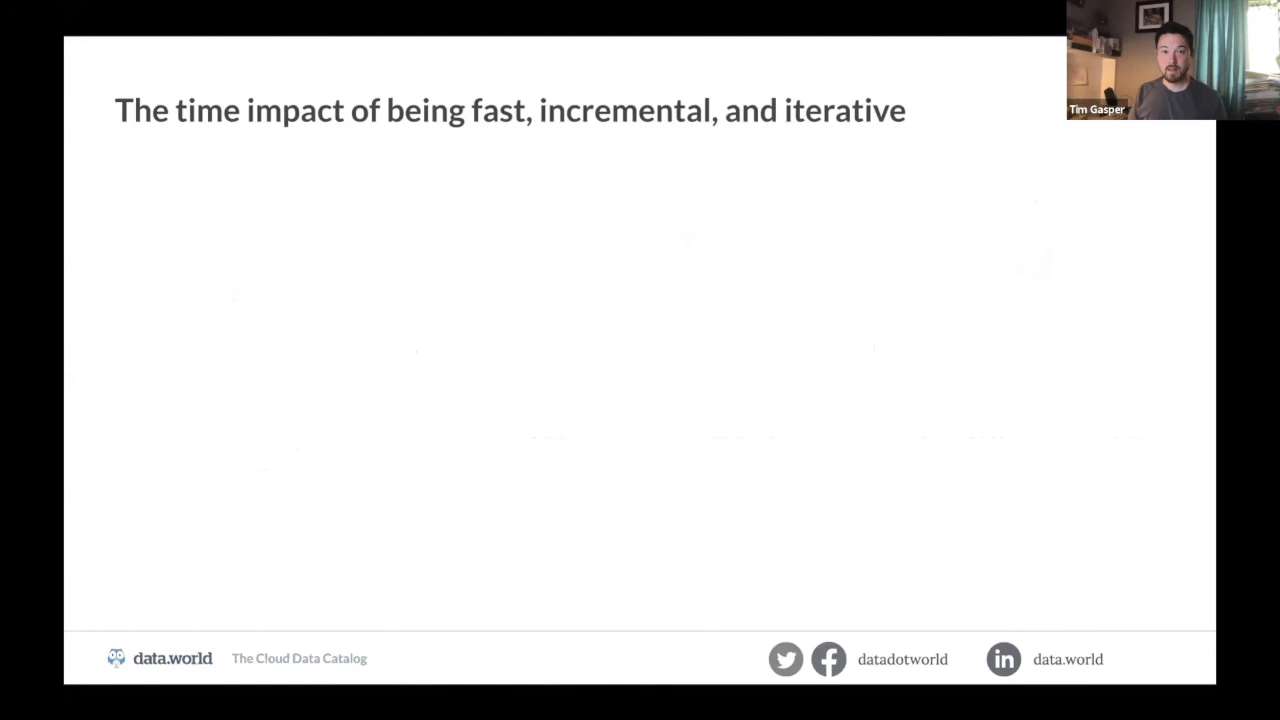 The time impact of being fast, incremental, and iterative
Tim Gasper
data.world The Cloud Data Catalog datadotworld in data.world